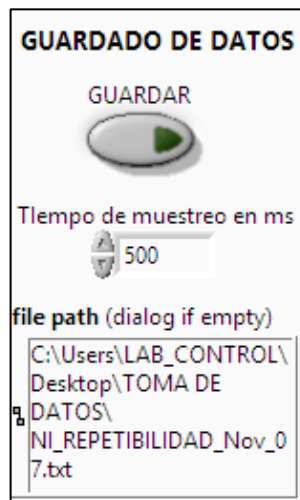 GUARDADO DE DATOS
GUARDAR
TIempo de muestreo en ms
500
file path (dialog if empty)
C:\Users\LAB_CONTROL\
Desktop\TOMA DE
DATOS\
NI_REPETIBILIDAD_Nov_0
7.txt